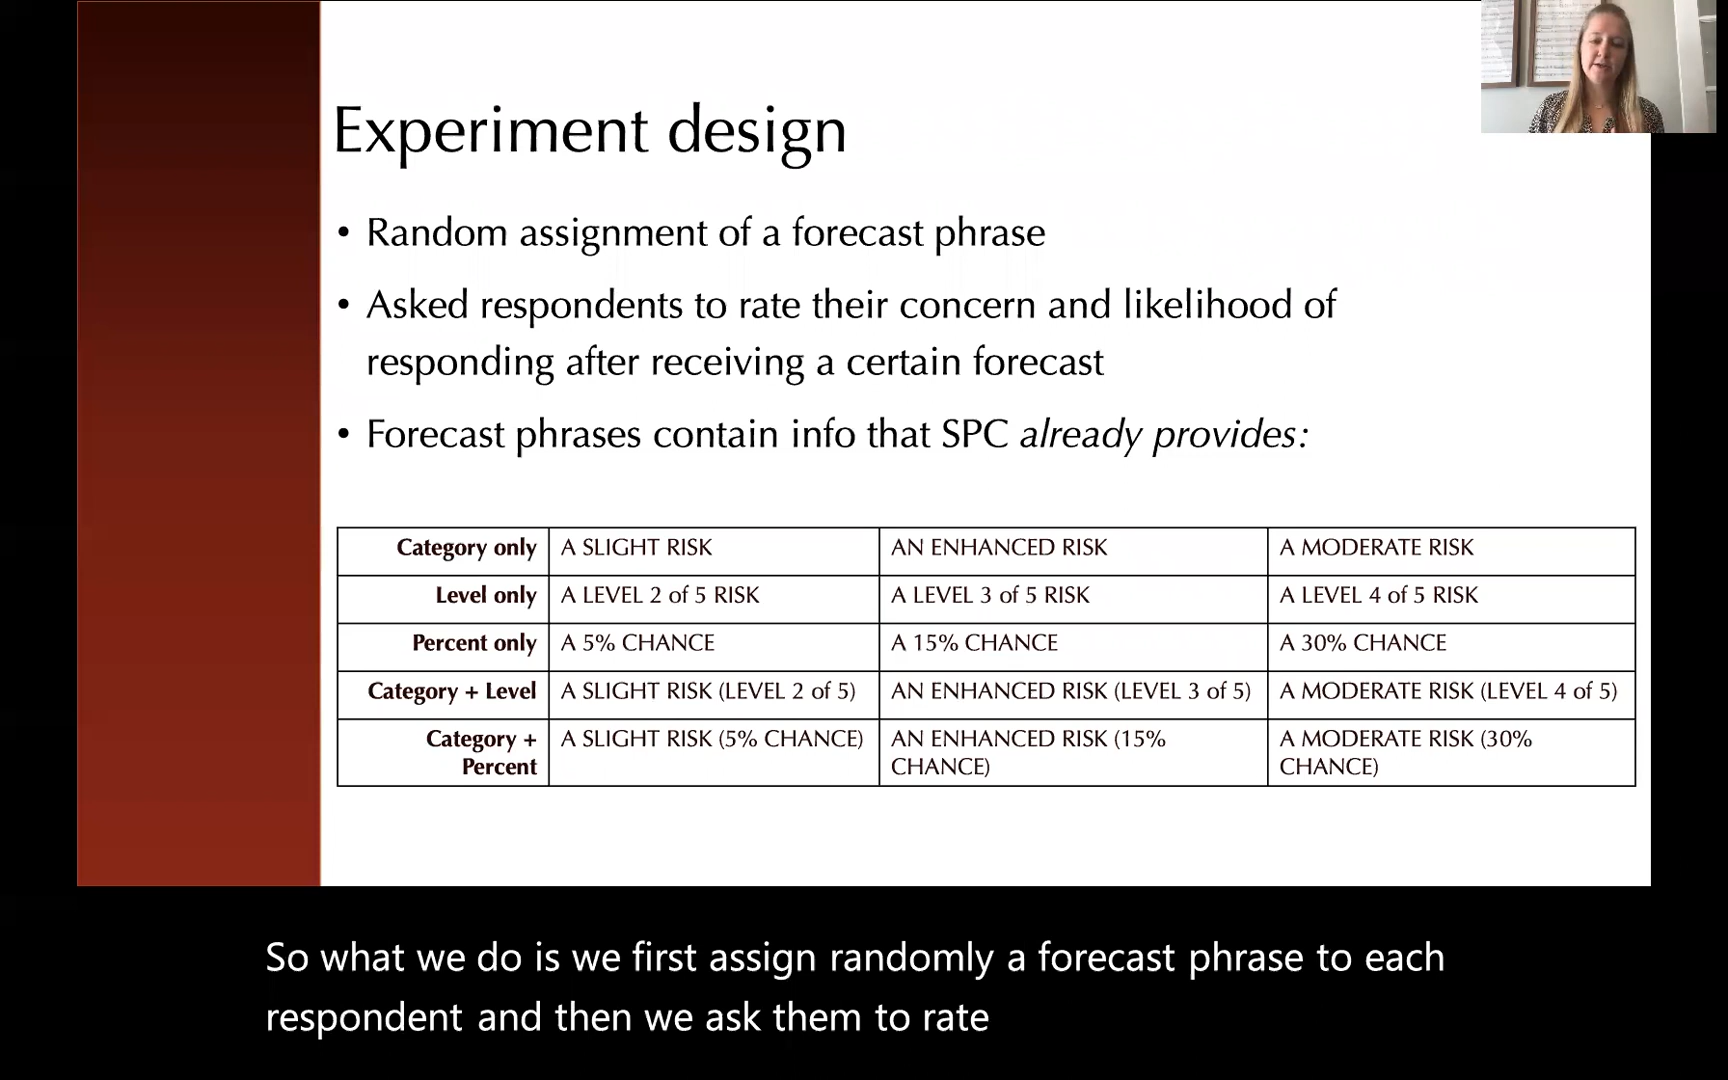 Experiment design
• Random assignment of a forecast phrase
• Asked respondents to rate their concern and likelihood of
responding after receiving a certain forecast
• Forecast phrases contain info that SPC already provides:
Category only A SLIGHT RISK AN ENHANCED RISK A MODERATE RISK
Level only A LEVEL 2 of 5 RISK A LEVEL 3 of 5 RISK A LEVEL 4 of 5 RISK
Percent only A 5% CHANCE A 15% CHANCE A 30% CHANCE
Category + Level A SLIGHT RISK (LEVEL 2 of 5) AN ENHANCED RISK (LEVEL 3 of 5) A MODERATE RISK (LEVEL 4 of 5)
Category + A SLIGHT RISK (5% CHANCE) AN ENHANCED RISK (15% A MODERATE RISK (30%
Percent CHANCE) CHANCE)
So what we do is we first assign randomly a forecast phrase to each
respondent and then we ask them to rate